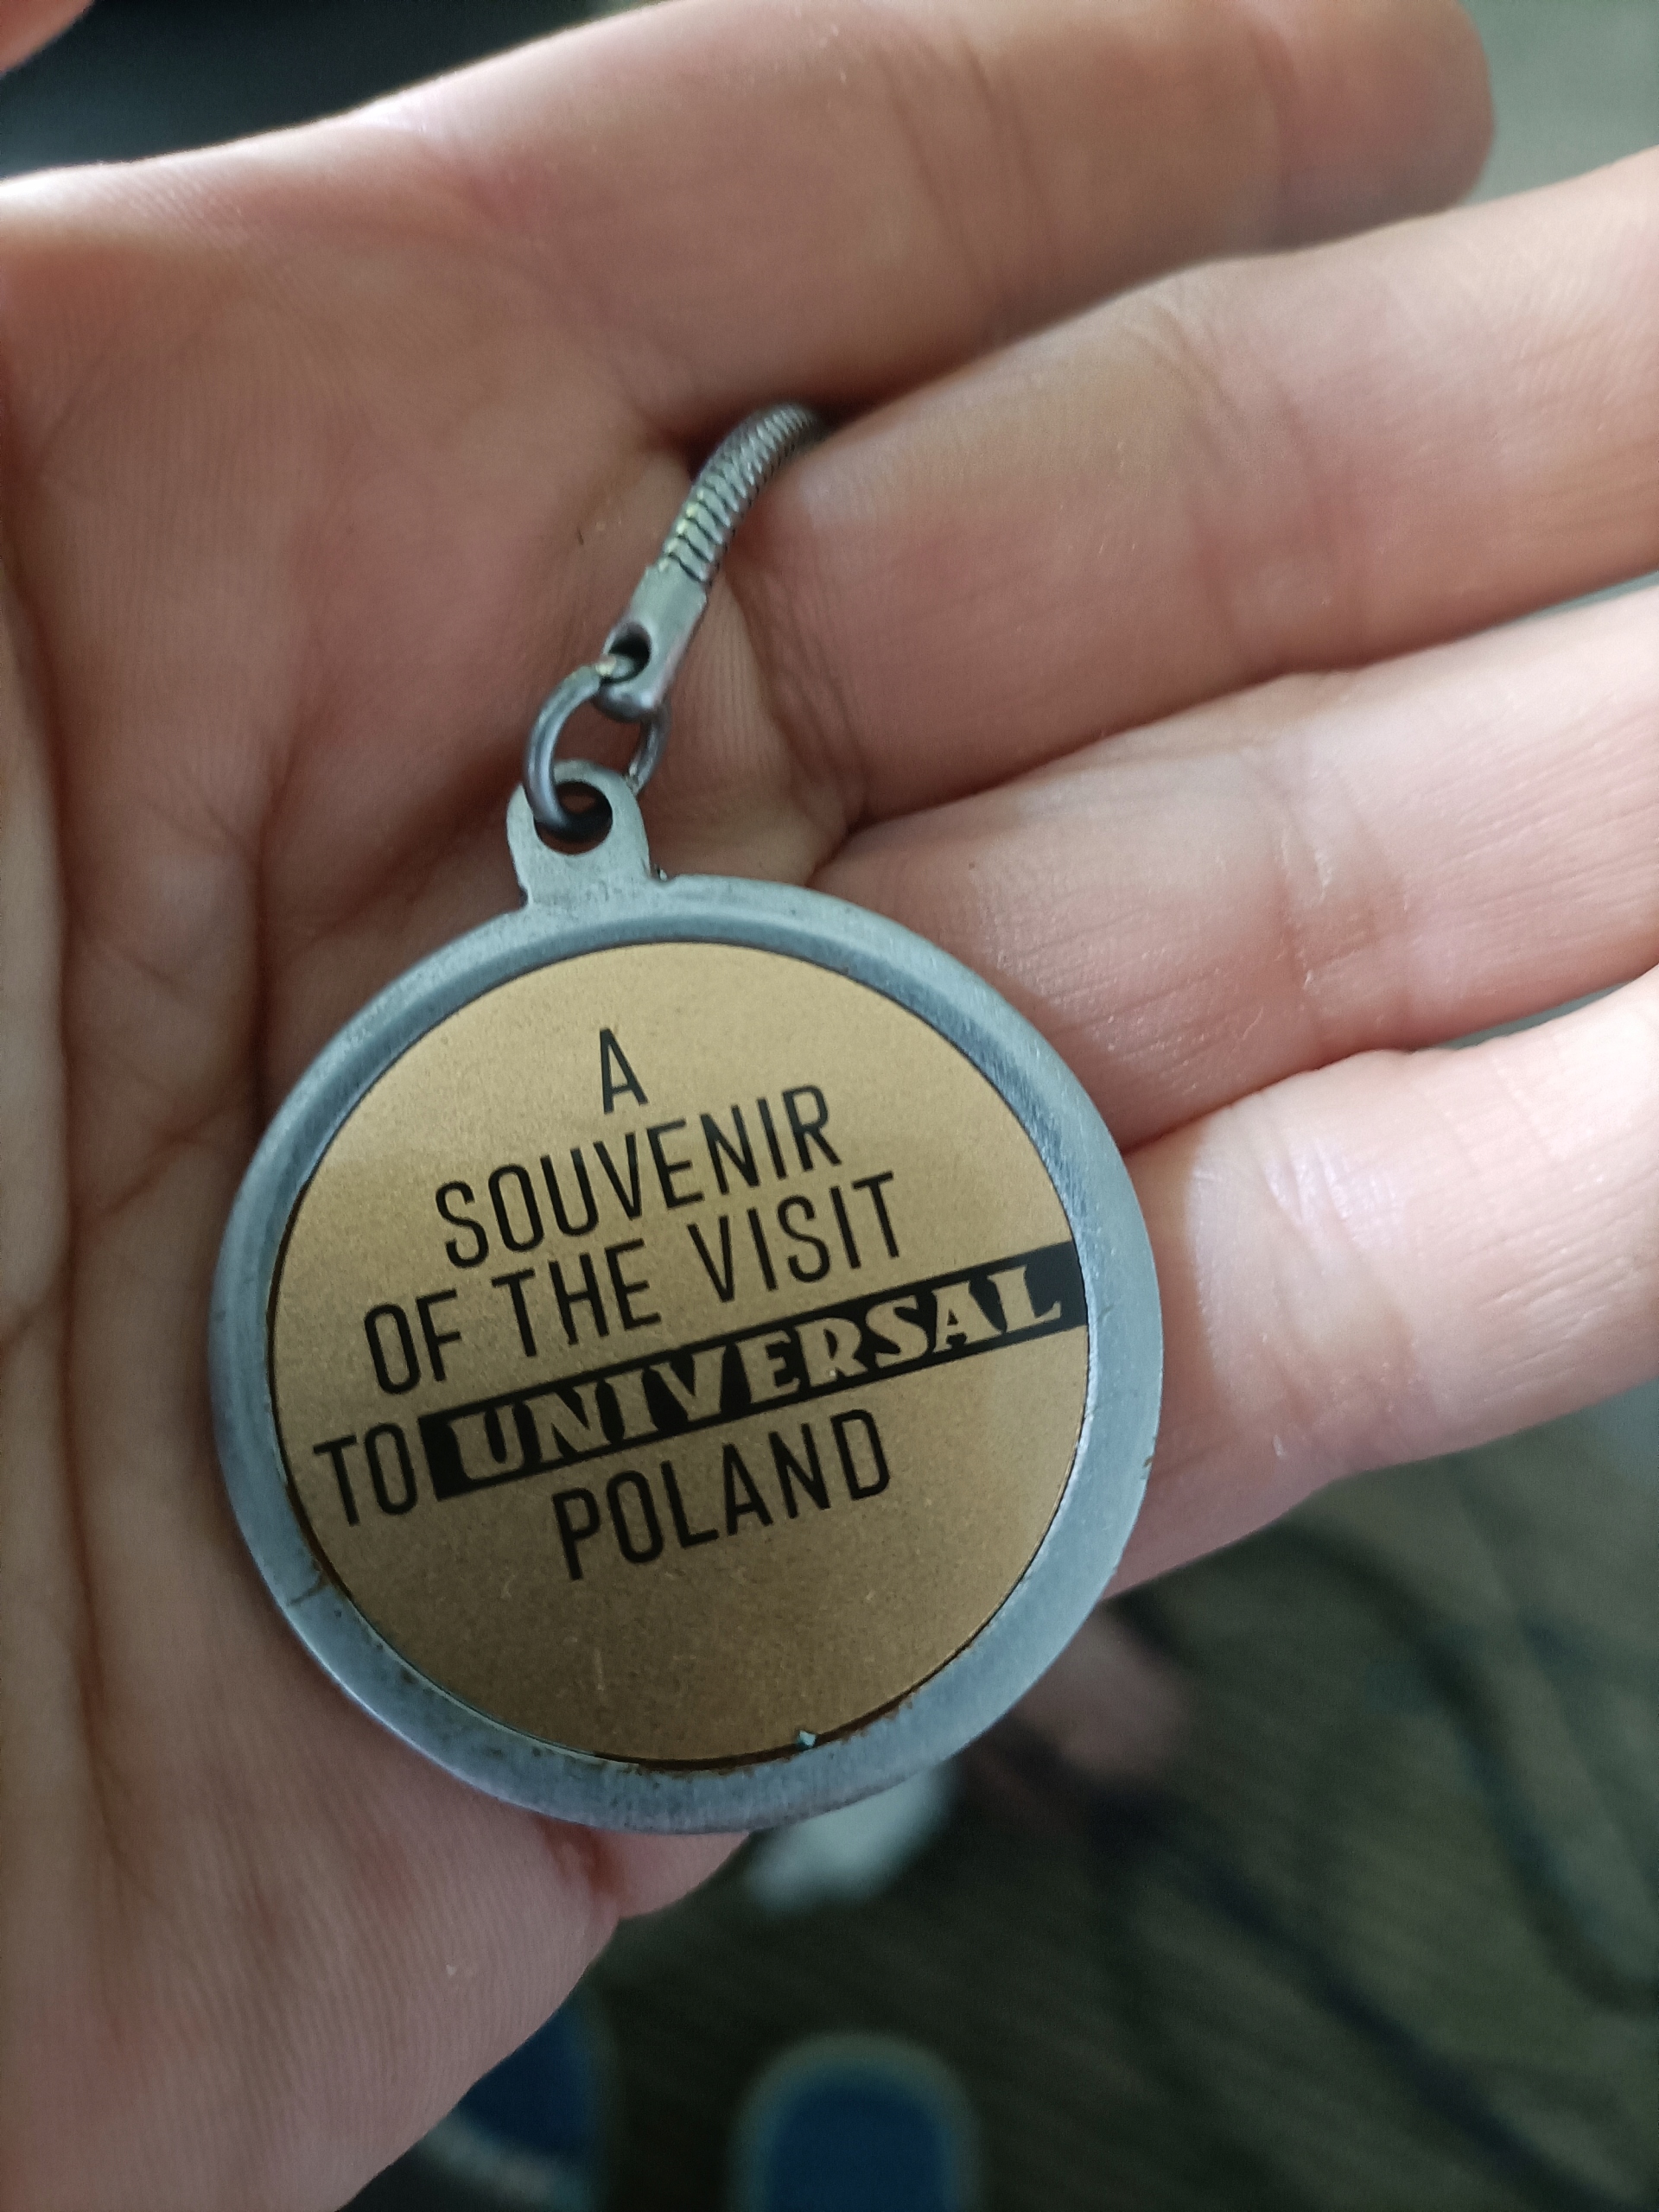 A
SOUVENIR
OF THE VISIT
TO UNIVERSAL
POLAND